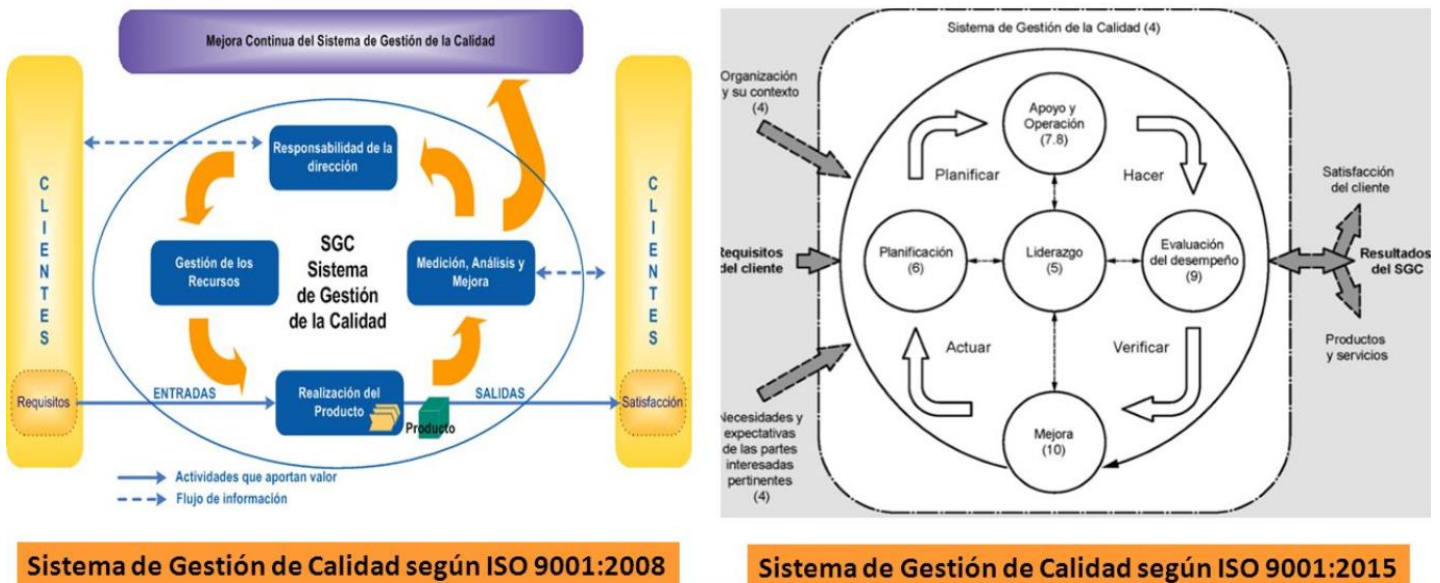 Mejora Continua del Sistema de Gestión de la Calidad
CLIENTES
Requisitos
Responsabilidad de la
dirección
Gestión de los
Recursos
SGC
Sistema
de Gestión
de la Calidad
Medición, Análisis y
Mejora
ENTRADAS
Realización del
Producto
Producto
SALIDAS
CLIENTES
Satisfacción
Actividades que aportan valor
Flujo de información
Sistema de Gestión de Calidad según ISO 9001:2008
Sistema de Gestión de la Calidad (4)
Organización
y su contexto
(4)
Apoyo y
Operación
(7.8)
Planificar
Hacer
Requisitos
del cliente
Planificación
(6)
Liderazgo
(5)
Evaluación
del desempeño
(9)
Satisfacción
del cliente
Resultados
del SGC
Productos
y servicios
Actuar
Verificar
Mejora
(10)
Necesidades y
expectativas
de las partes
interesadas
pertinentes
(4)
Sistema de Gestión de Calidad según ISO 9001:2015